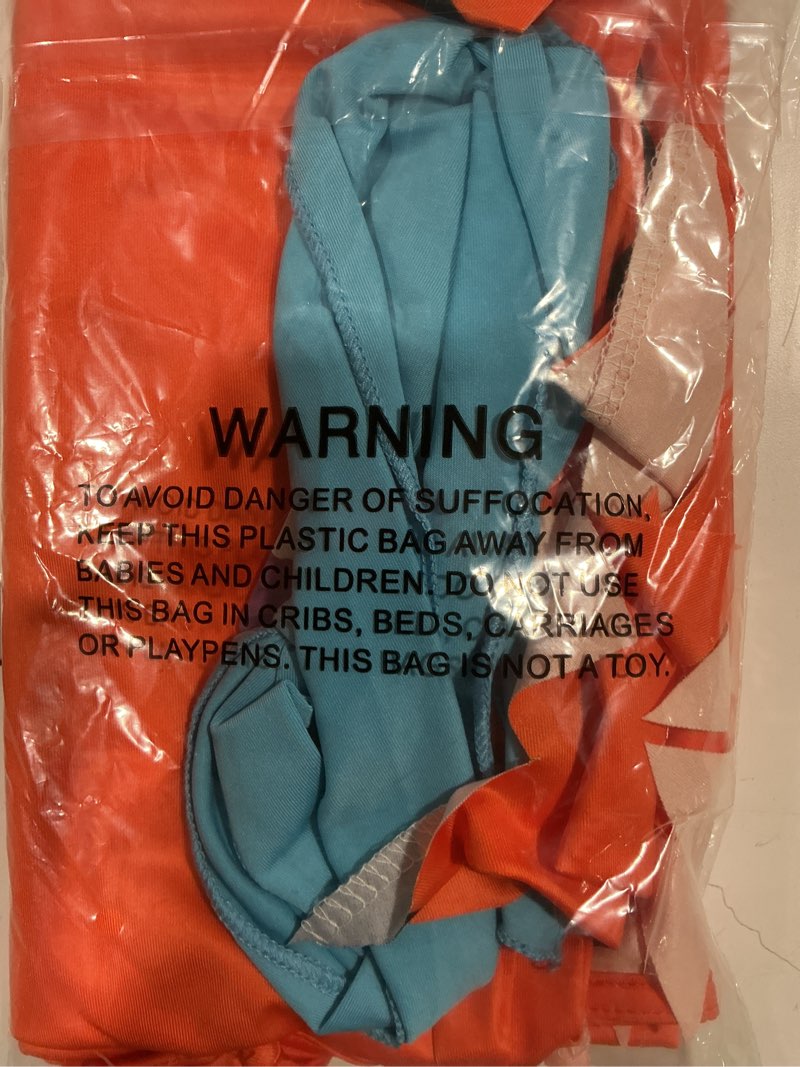 WARNING
TO AVOID DANGER OF SUFFOCATION,
KEEP THIS PLASTIC BAG AWAY FROM
BABIES AND CHILDREN. DO NOT USE
THIS BAG IN CRIBS, BEDS, CARRIAGES
OR PLAYPENS. THIS BAG IS NOT A TOY.